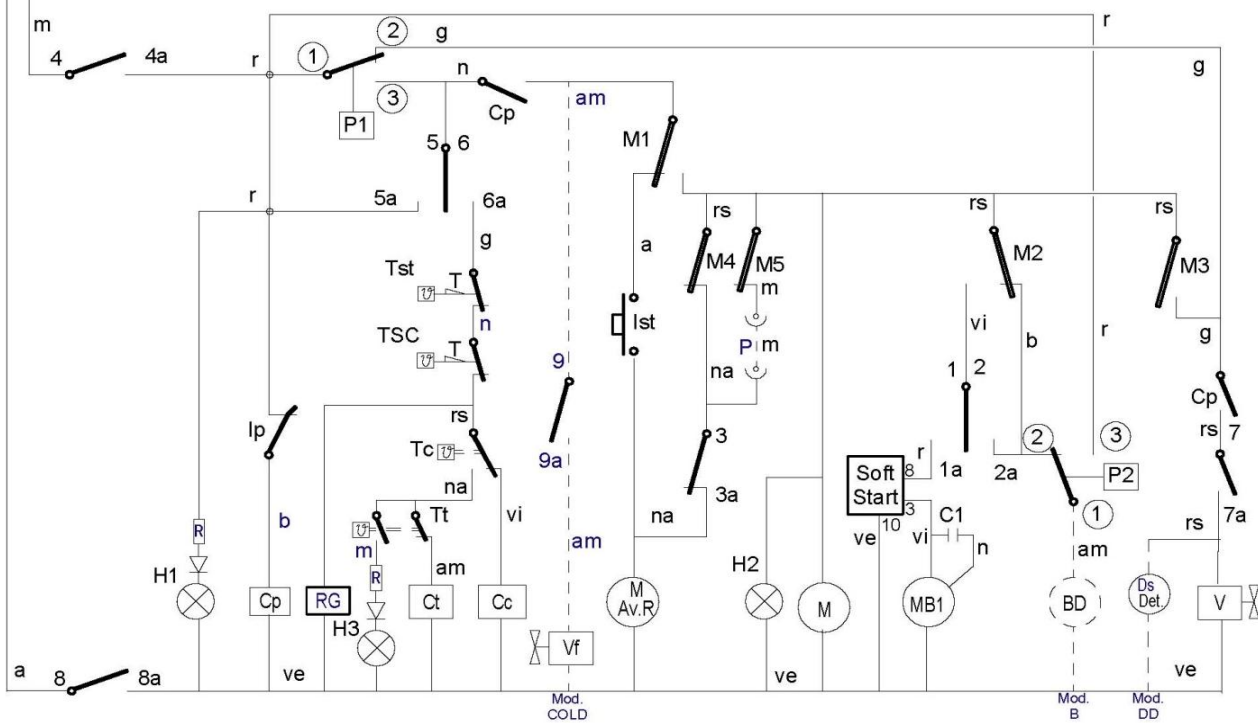 m 4 4a r 1 2 g r
n 3 Cp am g
P1 M1
5 6
r 5a 6a rs rs rs
g a M4 M5 M2 M3
Tst ϑ T m
n Ist vi b r g
TSC ϑ T P m
9 na 1 2 Cp
rs 3 2 3 rs 7
Ip Tc ϑ 9a r 1a 2a P2
na 3a Soft 8
vi na Start 3 1 7a
b Tt 10 C1 rs
R ϑ m am am ve vi n am
H1 R H2 Ds
Cp RG Ct Cc M M MB1 BD Det. V
H3 Av.R
Vf
a 8 8a ve ve ve
Mod. Mod. Mod.
COLD B DD